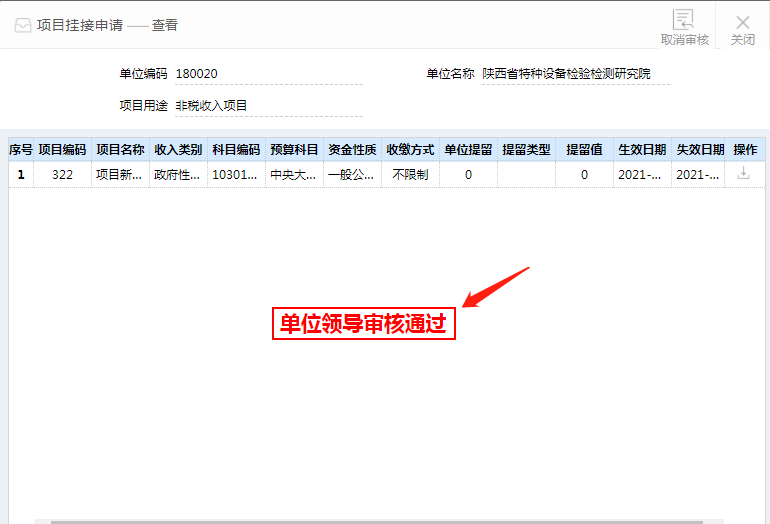 项目挂接申请 —— 查看
取消审核 关闭
单位编码 180020 单位名称 陕西省特种设备检验检测研究院
项目用途 非税收入项目
序号 项目编码 项目名称 收入类别 科目编码 预算科目 资金性质 收缴方式 单位提留 提留类型 提留值 生效日期 失效日期 操作
1 322 项目新... 政府性... 10301... 中央大... 一般公... 不限制 0 0 2021-... 2021-...
单位领导审核通过